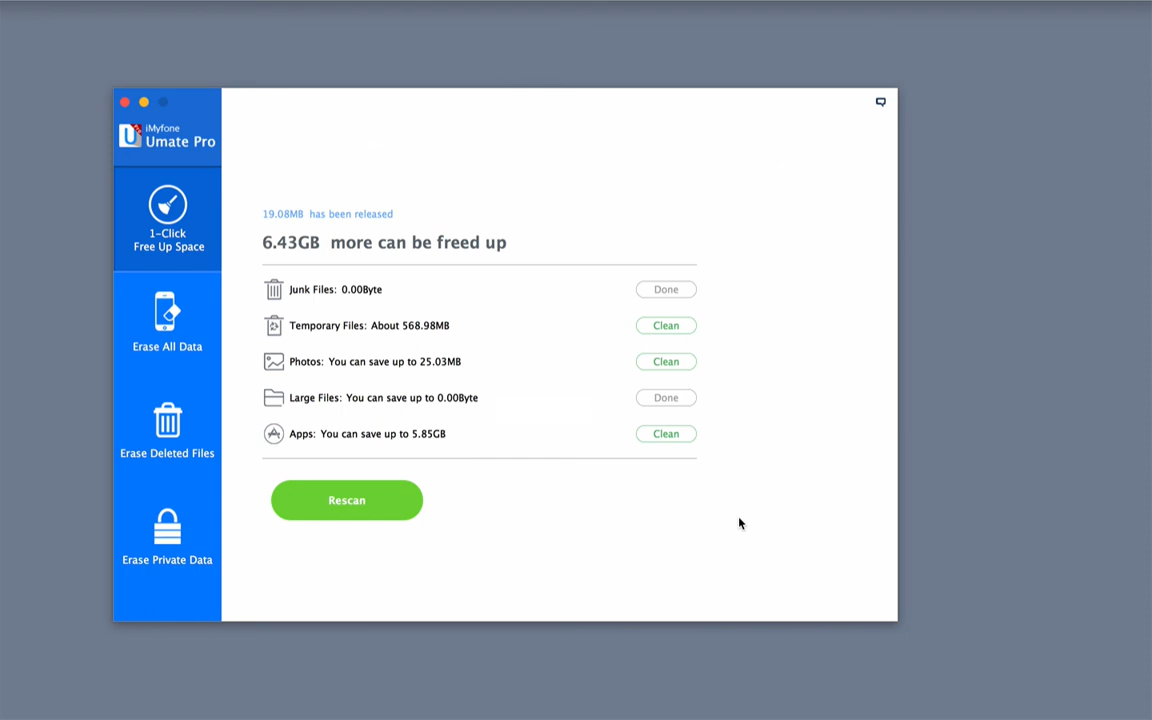 iMyfone
Umate Pro
1-Click
Free Up Space
Erase All Data
Erase Deleted Files
Erase Private Data
19.08MB has been released
6.43GB more can be freed up
Junk Files: 0.00Byte
Done
Temporary Files: About 568.98MB
Clean
Photos: You can save up to 25.03MB
Clean
Large Files: You can save up to 0.00Byte
Done
Apps: You can save up to 5.85GB
Clean
Rescan